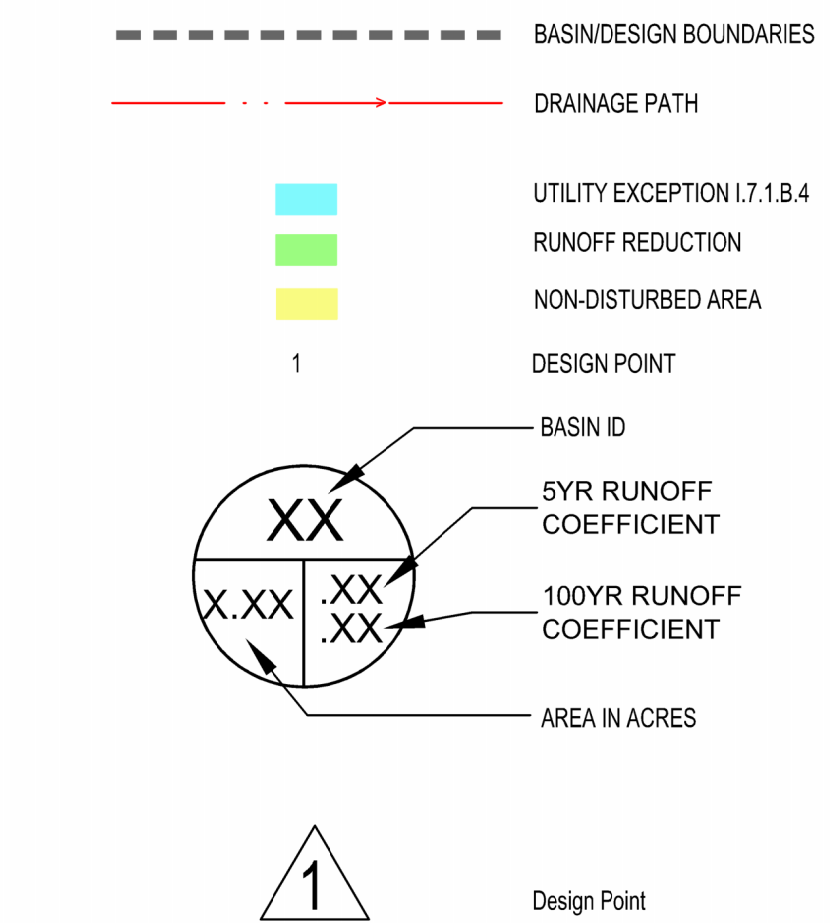 BASIN/DESIGN BOUNDARIES
DRAINAGE PATH
UTILITY EXCEPTION I.7.1.B.4
RUNOFF REDUCTION
NON-DISTURBED AREA
1 DESIGN POINT
BASIN ID
XX
5YR RUNOFF
COEFFICIENT
X.XX
.XX
.XX
100YR RUNOFF
COEFFICIENT
AREA IN ACRES
1
Design Point